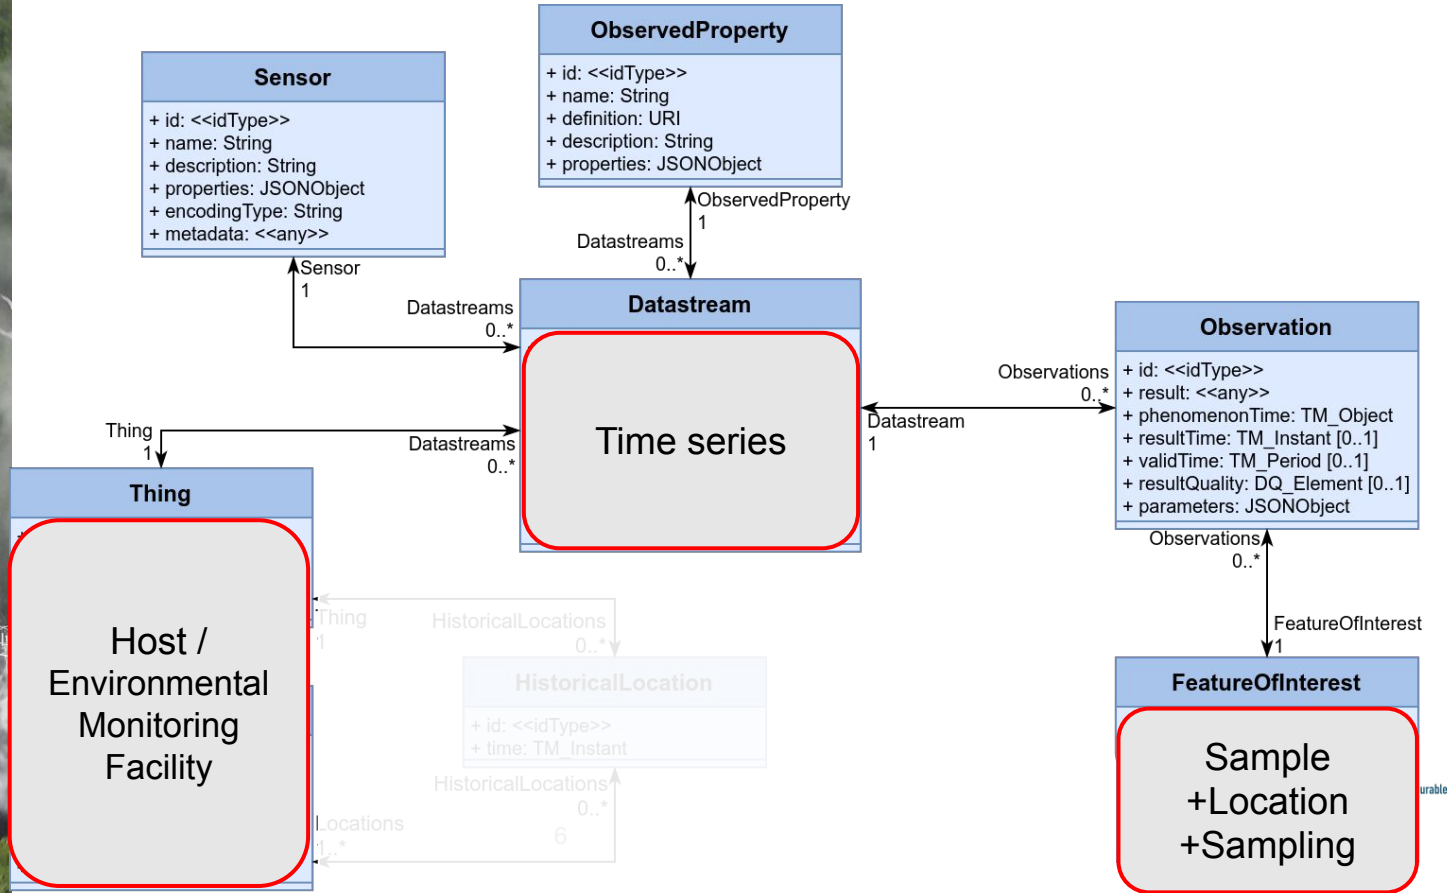 ObservedProperty
+ id: <<idType>>
+ name: String
+ definition: URI
+ description: String
+ properties: JSONObject
Sensor
+ id: <<idType>>
+ name: String
+ description: String
+ properties: JSONObject
+ encodingType: String
+ metadata: <<any>>
ObservedProperty
1
Datastreams
0..*
Sensor
1
Datastreams
0..*
Datastream
Time series
Observation
+ id: <<idType>>
+ result: <<any>>
+ phenomenonTime: TM_Object
+ resultTime: TM_Instant [0..1]
+ validTime: TM_Period [0..1]
+ resultQuality: DQ_Element [0..1]
+ parameters: JSONObject
Observations
0..*
Datastream
1
Thing
1
Datastreams
0..*
Thing
Host /
Environmental
Monitoring
Facility
Observations
0..*
FeatureOfInterest
1
FeatureOfInterest
Sample
+Location
+Sampling
urable
Thing
1
HistoricalLocations
0..*
HistoricalLocation
+ id: <<idType>>
+ time: TM_Instant
HistoricalLocations
0..*
Locations
1..*
6